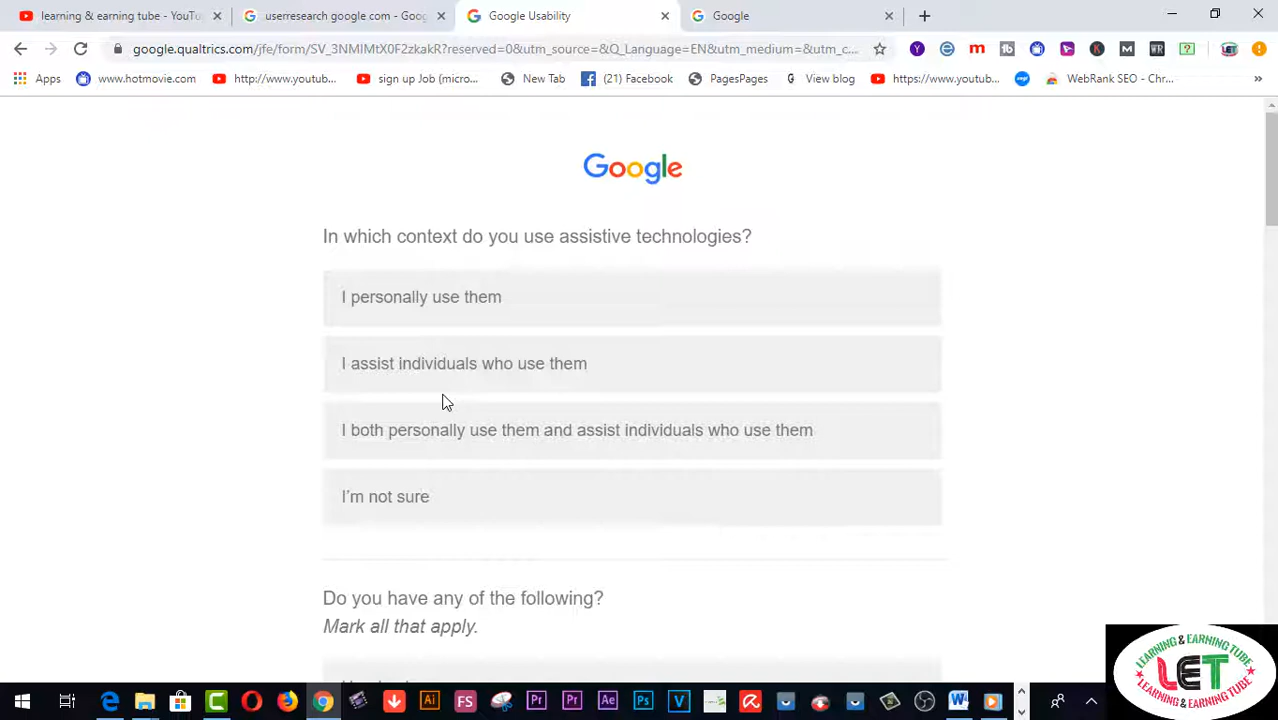 learning & earning tube - YouTu
userresearch google com - Goog
Google Usability
Google
google.qualtrics.com/jfe/form/SV_3NMIMtX0F2zkakR?reserved=0&utm_source=&Q_Language=EN&utm_medium=&utm_c...
Apps
www.hotmovie.com
http://www.youtub...
sign up Job (micro...
New Tab
(21) Facebook
PagesPages
View blog
https://www.youtub...
WebRank SEO - Chr...
Google
In which context do you use assistive technologies?
I personally use them
I assist individuals who use them
I both personally use them and assist individuals who use them
I'm not sure
Do you have any of the following?
Mark all that apply.
LEARNING & EARNING TUBE
LET
LEARNING & EARNING TUBE